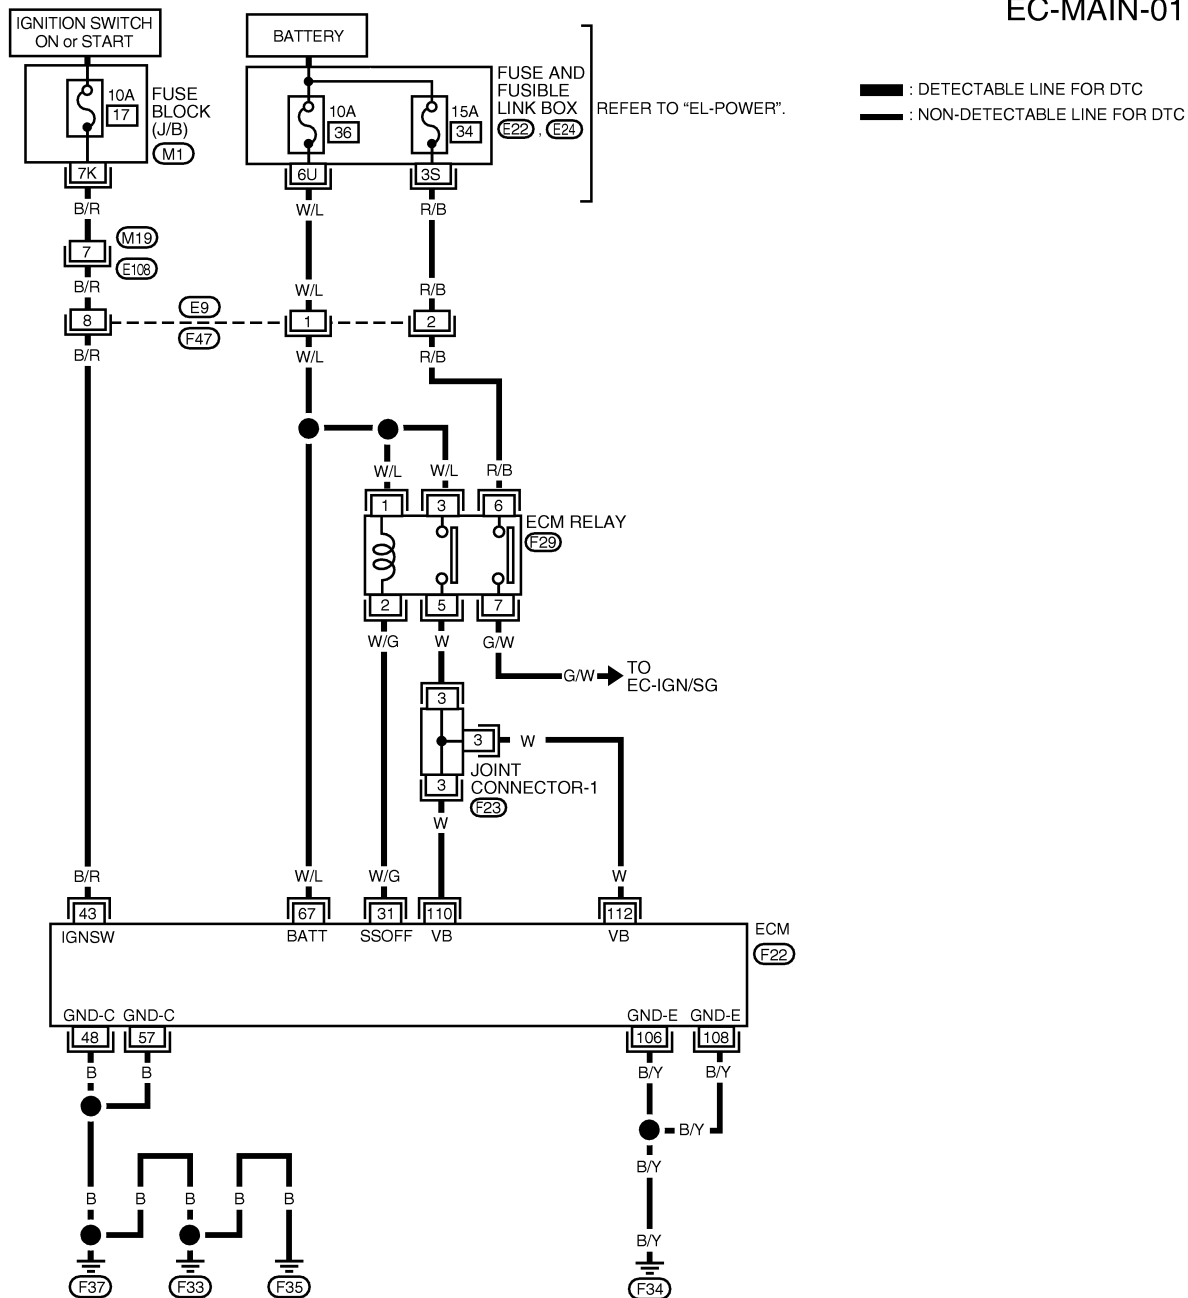 EC-MAIN-01
IGNITION SWITCH
ON or START
BATTERY
10A
17
FUSE
BLOCK
(J/B)
M1
7K
10A
36
15A
34
FUSE AND
FUSIBLE
LINK BOX
E22 , E24
REFER TO “EL-POWER”.
: DETECTABLE LINE FOR DTC
: NON-DETECTABLE LINE FOR DTC
6U
3S
B/R
W/L
R/B
7
M19
E108
B/R
W/L
R/B
8
E9
F47
1
2
B/R
W/L
R/B
W/L
W/L
R/B
1
3
6
ECM RELAY
F29
2
5
7
W/G
W
G/W
G/W
TO
EC-IGN/SG
3
3
W
3
JOINT
CONNECTOR-1
F23
W
B/R
W/L
W/G
W
43
67
31
110
112
IGNSW
BATT
SSOFF
VB
VB
ECM
F22
GND-C
GND-C
GND-E
GND-E
48
57
106
108
B
B
B/Y
B/Y
B/Y
B/Y
B
B
B
B
B
B/Y
F37
F33
F35
F34